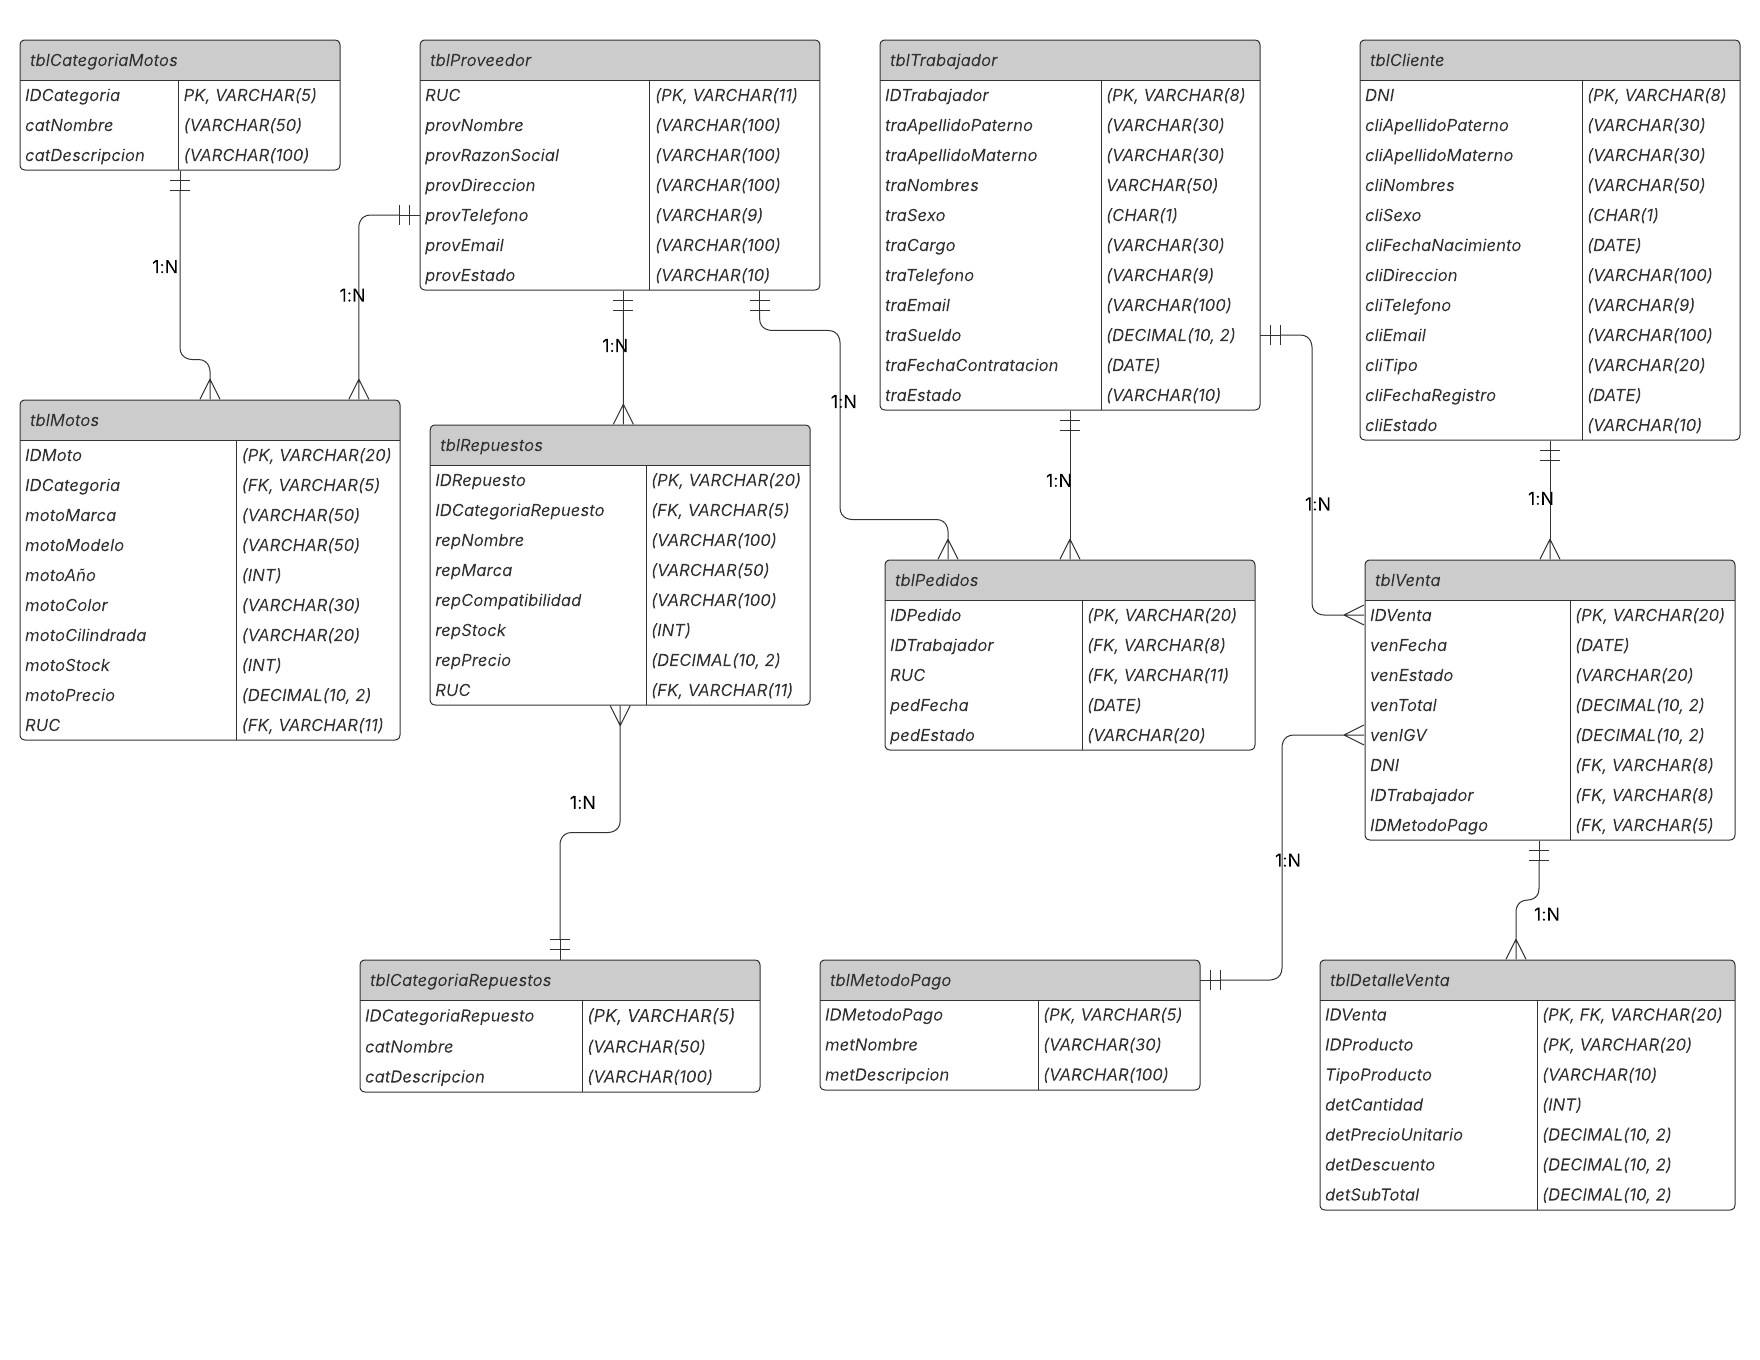 tblCategoriaMotos
IDCategoria PK, VARCHAR(5)
catNombre (VARCHAR(50)
catDescripcion (VARCHAR(100)
tblProveedor
RUC (PK, VARCHAR(11)
provNombre (VARCHAR(100)
provRazonSocial (VARCHAR(100)
provDireccion (VARCHAR(100)
provTelefono (VARCHAR(9)
provEmail (VARCHAR(100)
provEstado (VARCHAR(10)
tblTrabajador
IDTrabajador (PK, VARCHAR(8)
traApellidoPaterno (VARCHAR(30)
traApellidoMaterno (VARCHAR(30)
traNombres VARCHAR(50)
traSexo (CHAR(1)
traCargo (VARCHAR(30)
traTelefono (VARCHAR(9)
traEmail (VARCHAR(100)
traSueldo (DECIMAL(10, 2)
traFechaContratacion (DATE)
traEstado (VARCHAR(10)
tblCliente
DNI (PK, VARCHAR(8)
cliApellidoPaterno (VARCHAR(30)
cliApellidoMaterno (VARCHAR(30)
cliNombres (VARCHAR(50)
cliSexo (CHAR(1)
cliFechaNacimiento (DATE)
cliDireccion (VARCHAR(100)
cliTelefono (VARCHAR(9)
cliEmail (VARCHAR(100)
cliTipo (VARCHAR(20)
cliFechaRegistro (DATE)
cliEstado (VARCHAR(10)
1:N
1:N
1:N
1:N
1:N
1:N
1:N
tblMotos
IDMoto (PK, VARCHAR(20)
IDCategoria (FK, VARCHAR(5)
motoMarca (VARCHAR(50)
motoModelo (VARCHAR(50)
motoAño (INT)
motoColor (VARCHAR(30)
motoCilindrada (VARCHAR(20)
motoStock (INT)
motoPrecio (DECIMAL(10, 2)
RUC (FK, VARCHAR(11)
tblRepuestos
IDRepuesto (PK, VARCHAR(20)
IDCategoriaRepuesto (FK, VARCHAR(5)
repNombre (VARCHAR(100)
repMarca (VARCHAR(50)
repCompatibilidad (VARCHAR(100)
repStock (INT)
repPrecio (DECIMAL(10, 2)
RUC (FK, VARCHAR(11)
tblPedidos
IDPedido (PK, VARCHAR(20)
IDTrabajador (FK, VARCHAR(8)
RUC (FK, VARCHAR(11)
pedFecha (DATE)
pedEstado (VARCHAR(20)
tblVenta
IDVenta (PK, VARCHAR(20)
venFecha (DATE)
venEstado (VARCHAR(20)
venTotal (DECIMAL(10, 2)
venIGV (DECIMAL(10, 2)
DNI (FK, VARCHAR(8)
IDTrabajador (FK, VARCHAR(8)
IDMetodoPago (FK, VARCHAR(5)
1:N
1:N
1:N
tblCategoriaRepuestos
IDCategoriaRepuesto (PK, VARCHAR(5)
catNombre (VARCHAR(50)
catDescripcion (VARCHAR(100)
tblMetodoPago
IDMetodoPago (PK, VARCHAR(5)
metNombre (VARCHAR(30)
metDescripcion (VARCHAR(100)
tblDetalleVenta
IDVenta (PK, FK, VARCHAR(20)
IDProducto (PK, VARCHAR(20)
TipoProducto (VARCHAR(10)
detCantidad (INT)
detPrecioUnitario (DECIMAL(10, 2)
detDescuento (DECIMAL(10, 2)
detSubTotal (DECIMAL(10, 2)